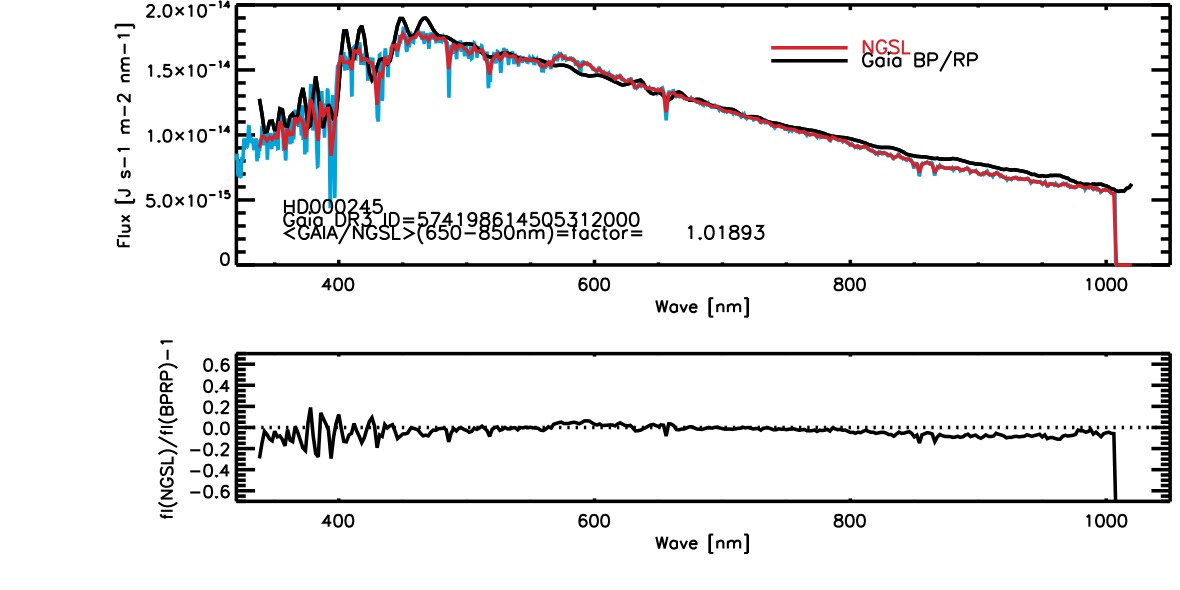 2.0×10⁻¹⁴
1.5×10⁻¹⁴
1.0×10⁻¹⁴
5.0×10⁻¹⁵
0
Flux [J s-1 m-2 nm-1]
NGSL
Gaia BP/RP
HD000245
Gaia DR3 ID=574198614505312000
<GAIA/NGSL>(650-850nm)=factor= 1.01893
400 600 800 1000
Wave [nm]
fl(NGSL)/fl(BPRP)-1
0.6
0.4
0.2
0.0
-0.2
-0.4
-0.6
400 600 800 1000
Wave [nm]